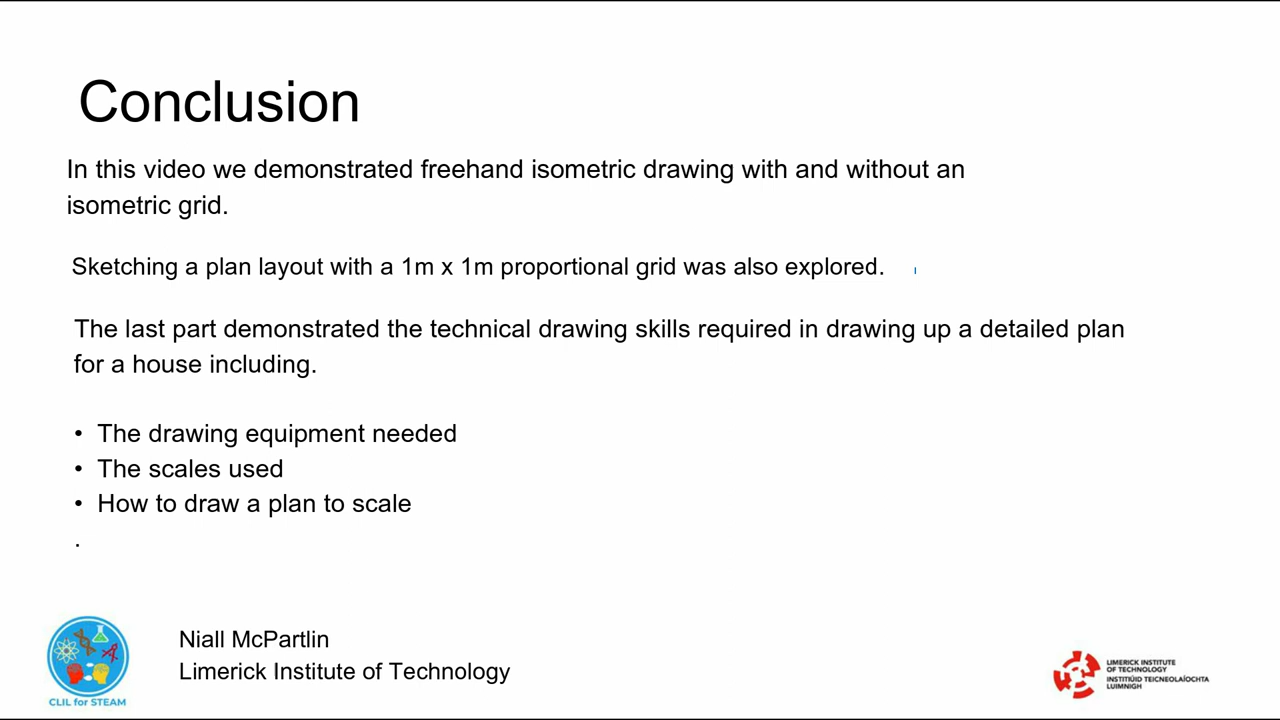 Conclusion
In this video we demonstrated freehand isometric drawing with and without an
isometric grid.
Sketching a plan layout with a 1m x 1m proportional grid was also explored.
The last part demonstrated the technical drawing skills required in drawing up a detailed plan
for a house including.
• The drawing equipment needed
• The scales used
• How to draw a plan to scale
.
Niall McPartlin
Limerick Institute of Technology
CLIL for STEAM
LIMERICK INSTITUTE
OF TECHNOLOGY
INSTITIÚID TEICNEOLAÍOCHTA
LUIMNIGH